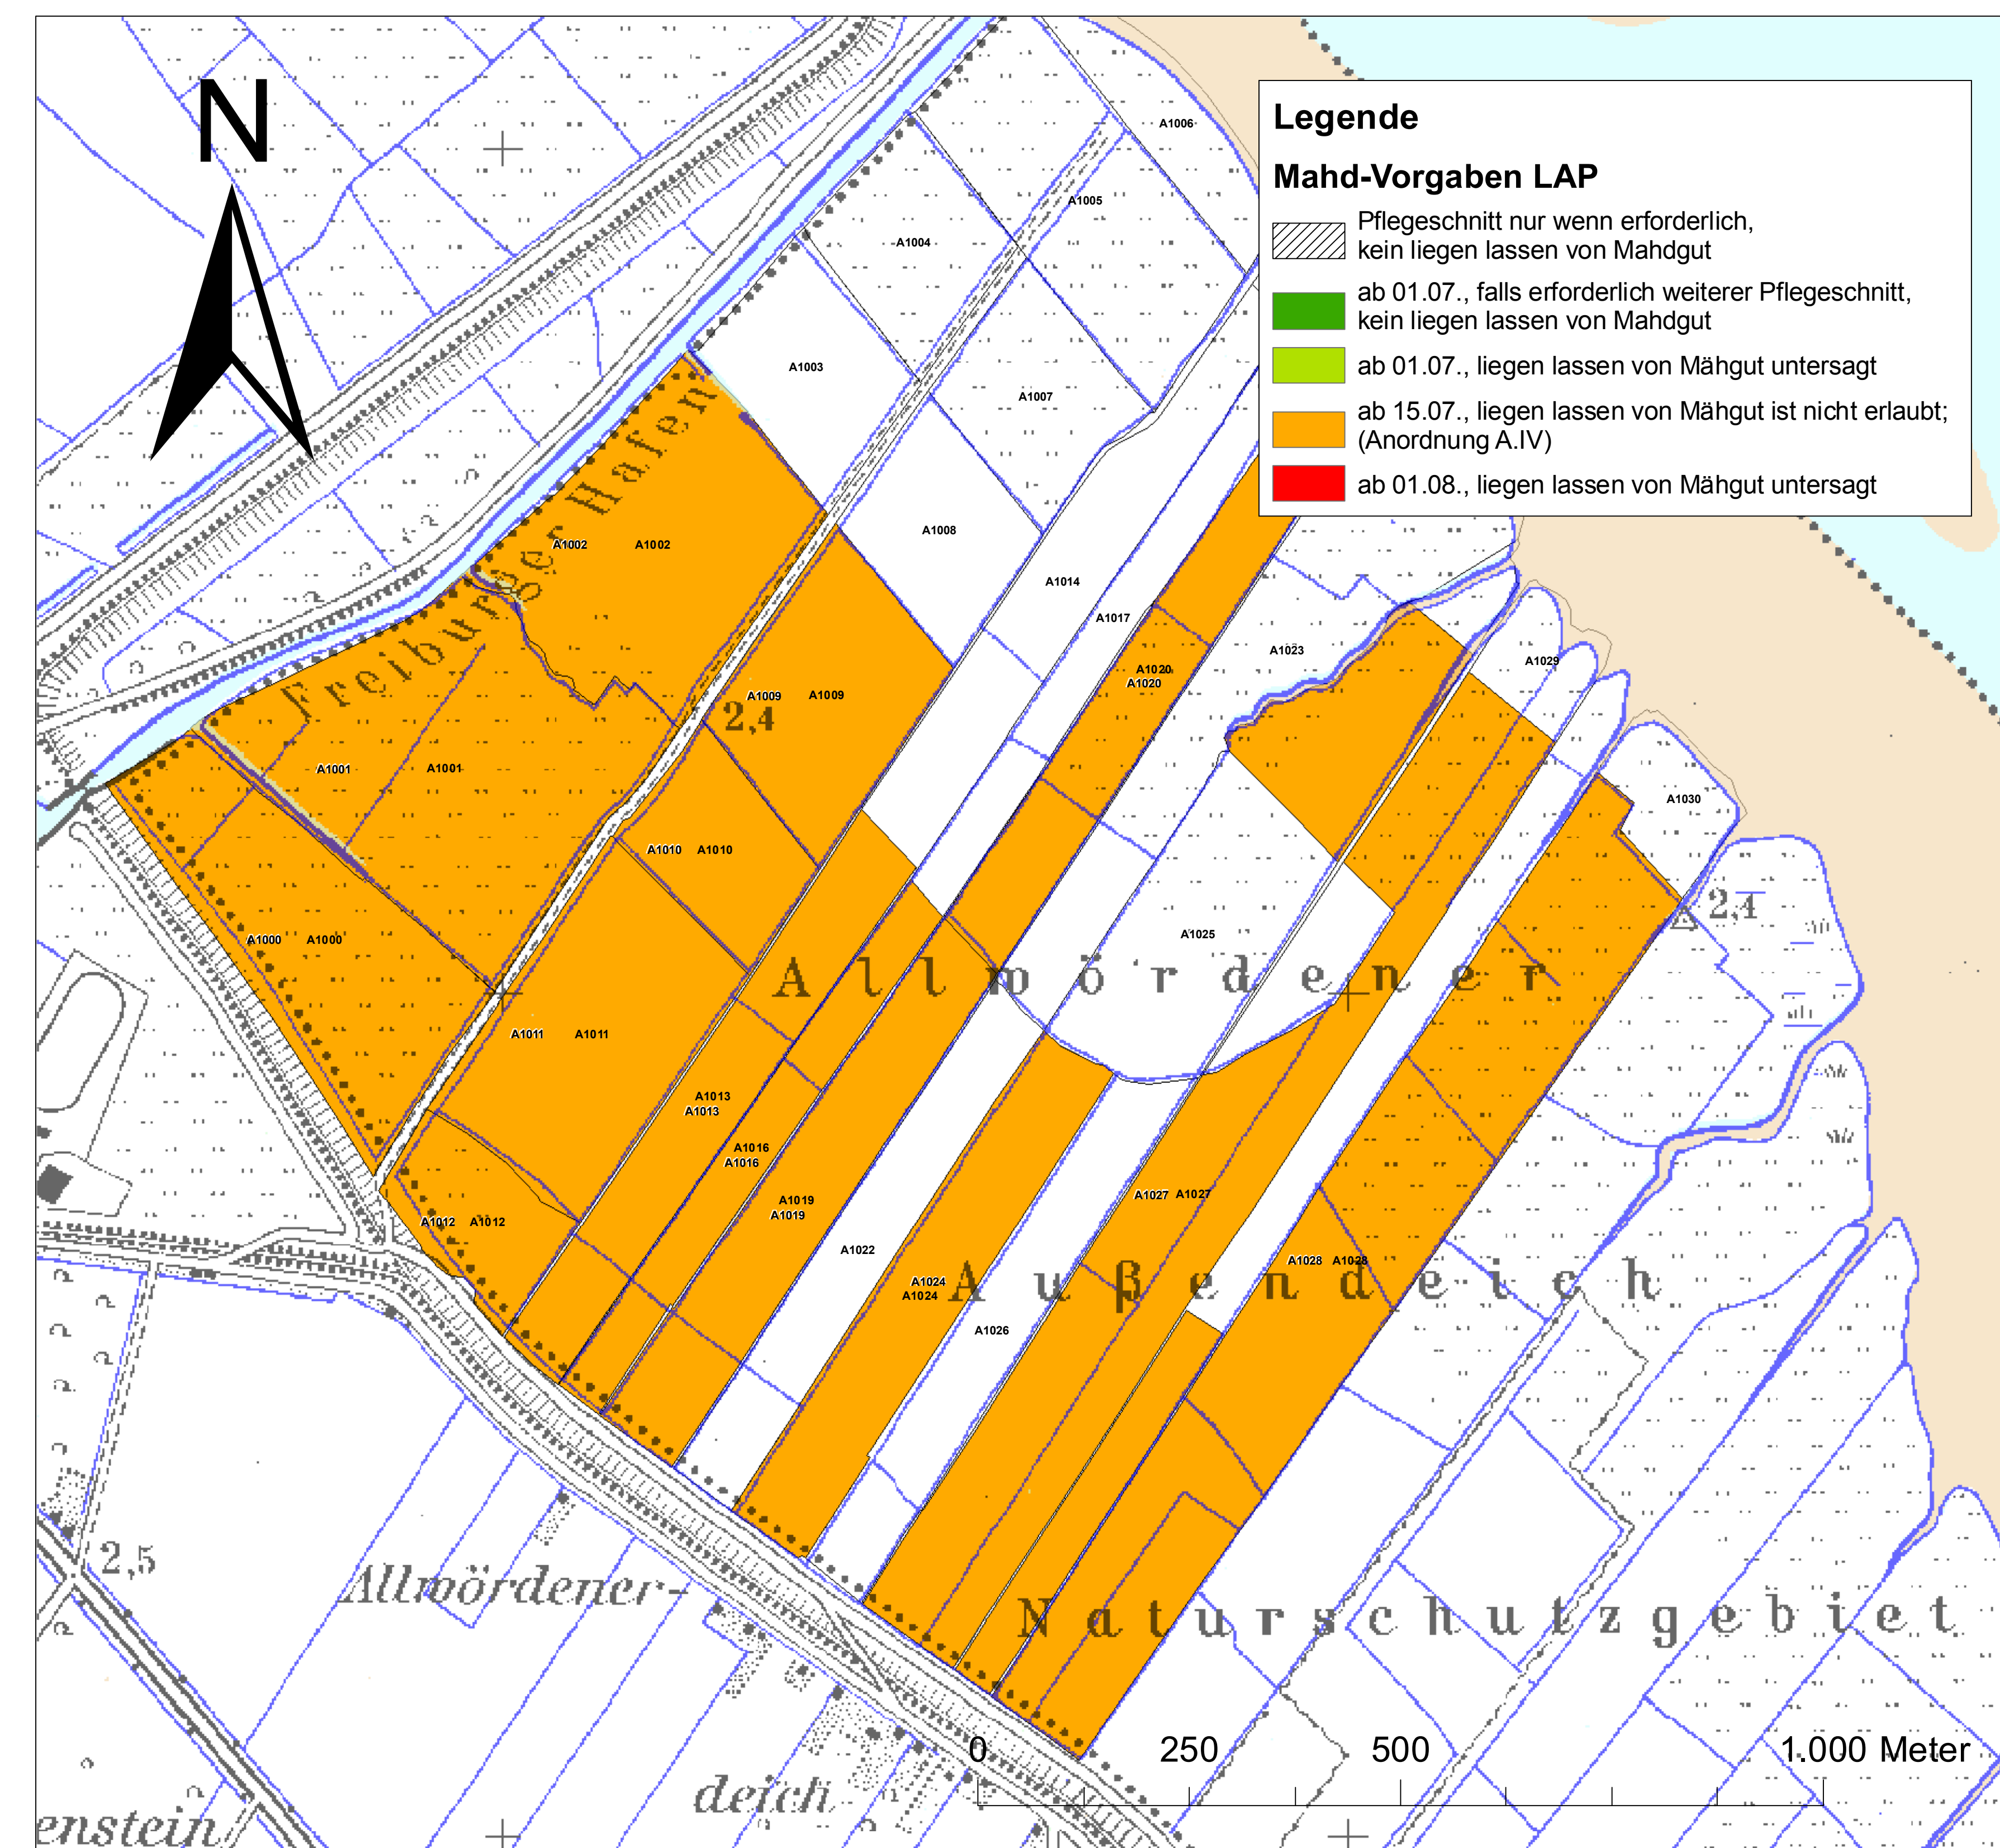 N
Legende
Mahd-Vorgaben LAP
Pflegeschnitt nur wenn erforderlich,
kein liegen lassen von Mahdgut
ab 01.07., falls erforderlich weiterer Pflegeschnitt,
kein liegen lassen von Mahdgut
ab 01.07., liegen lassen von Mähgut untersagt
ab 15.07., liegen lassen von Mähgut ist nicht erlaubt;
(Anordnung A.IV)
ab 01.08., liegen lassen von Mähgut untersagt
A1006
A1005
A1004
A1003
A1007
A1008
A1002 A1002
Freiburger Hafen
A1014
A1017
A1023
A1029
A1020
A1020
A1009 A1009
2,4
A1001 A1001
A1030
A1010 A1010
2,4
A1000 A1000
A1025
Allwördener
A1011 A1011
A1013
A1013
A1016
A1016
A1027 A1027
A1019
A1019
A1012 A1012
A1022
A1028 A1028
A1024
A1024
Außendeich
A1026
2,5
Allwördener-
deich
Naturschutzgebiet
0 250 500 1.000 Meter
enstein